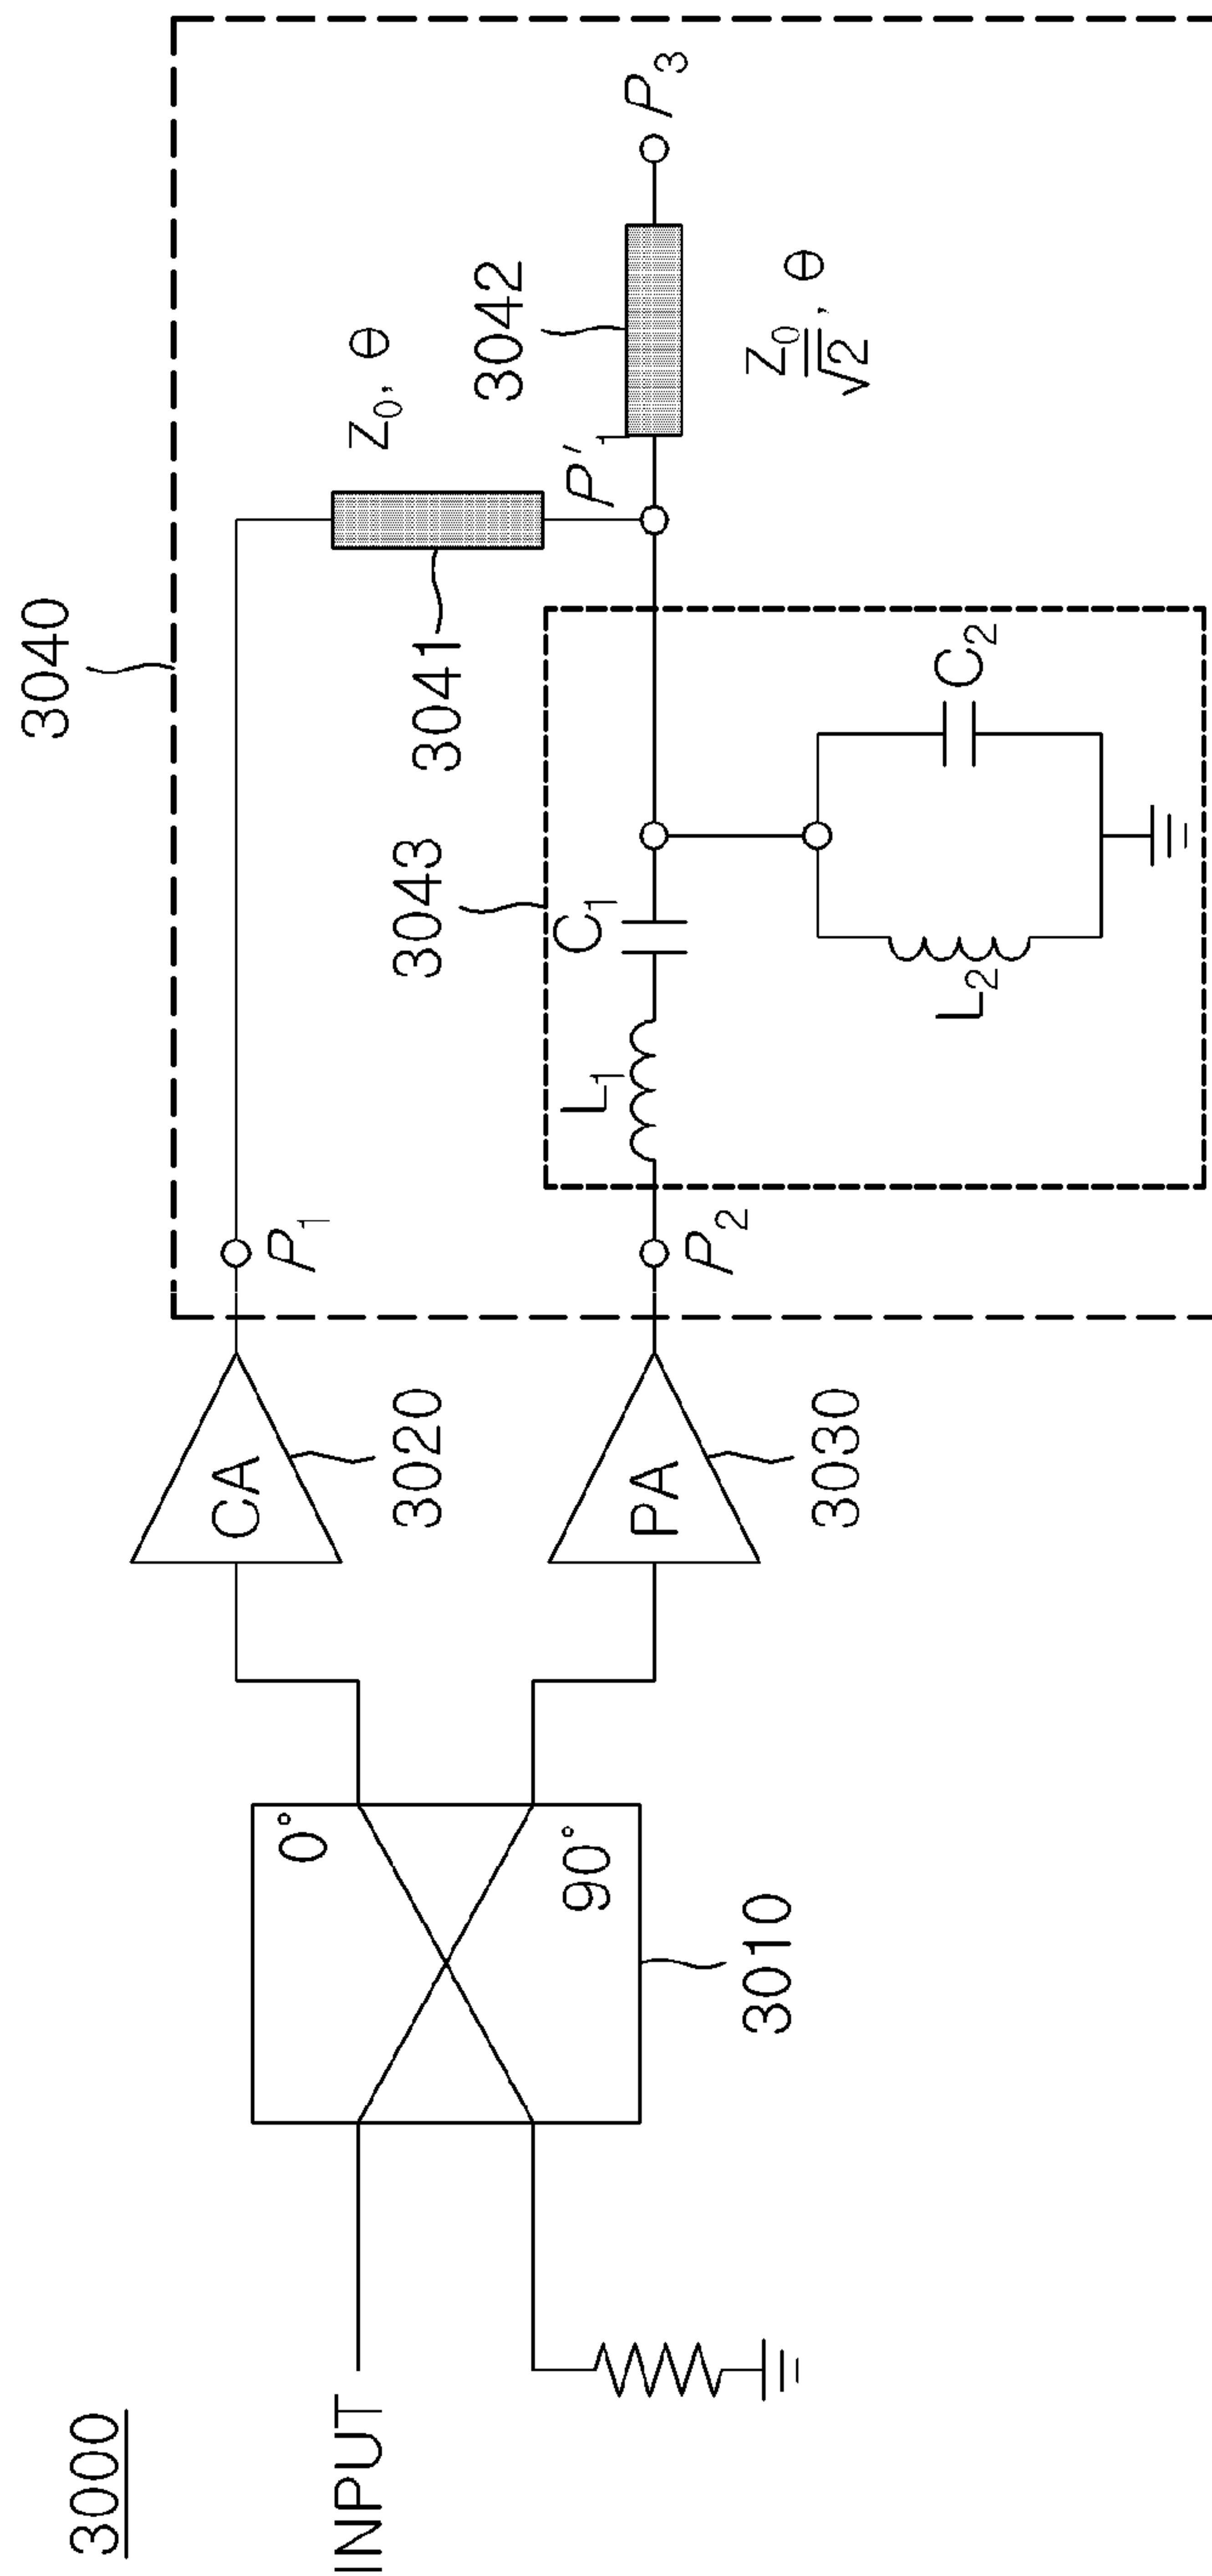 3000
INPUT
0°
90°
3010
CA
3020
PA
3030
3040
P1
P2
3043
L1
C1
L2
C2
3041
Z0, θ
P'1
3042
Z0/√2, θ
P3